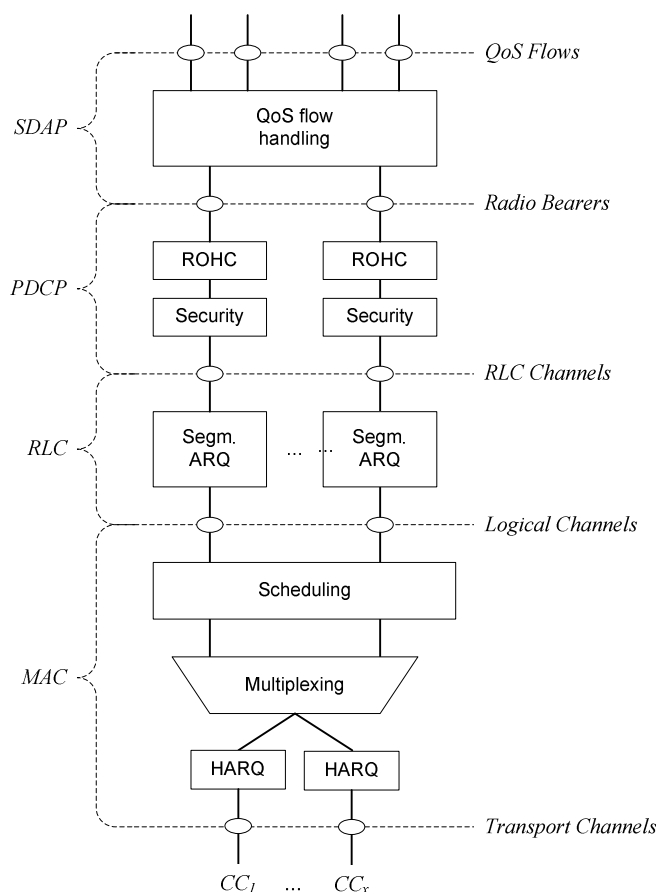 QoS Flows
QoS flow
handling
SDAP
Radio Bearers
ROHC
ROHC
PDCP
Security
Security
RLC Channels
Segm.
ARQ
... ...
Segm.
ARQ
RLC
Logical Channels
Scheduling
MAC
Multiplexing
HARQ
HARQ
Transport Channels
CC1 ... CCx